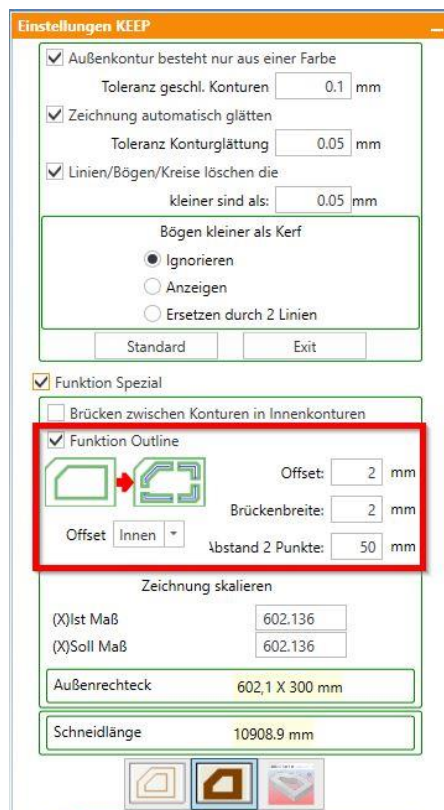 Einstellungen KEEP
Außenkontur besteht nur aus einer Farbe
Toleranz geschl. Konturen 0.1 mm
Zeichnung automatisch glätten
Toleranz Konturglättung 0.05 mm
Linien/Bögen/Kreise löschen die
kleiner sind als: 0.05 mm
Bögen kleiner als Kerf
Ignorieren
Anzeigen
Ersetzen durch 2 Linien
Standard Exit
Funktion Spezial
Brücken zwischen Konturen in Innenkonturen
Funktion Outline
Offset: 2 mm
Brückenbreite: 2 mm
Offset Innen
Abstand 2 Punkte: 50 mm
Zeichnung skalieren
(X)Ist Maß 602.136
(X)Soll Maß 602.136
Außenrechteck 602,1 X 300 mm
Schneidlänge 10908.9 mm